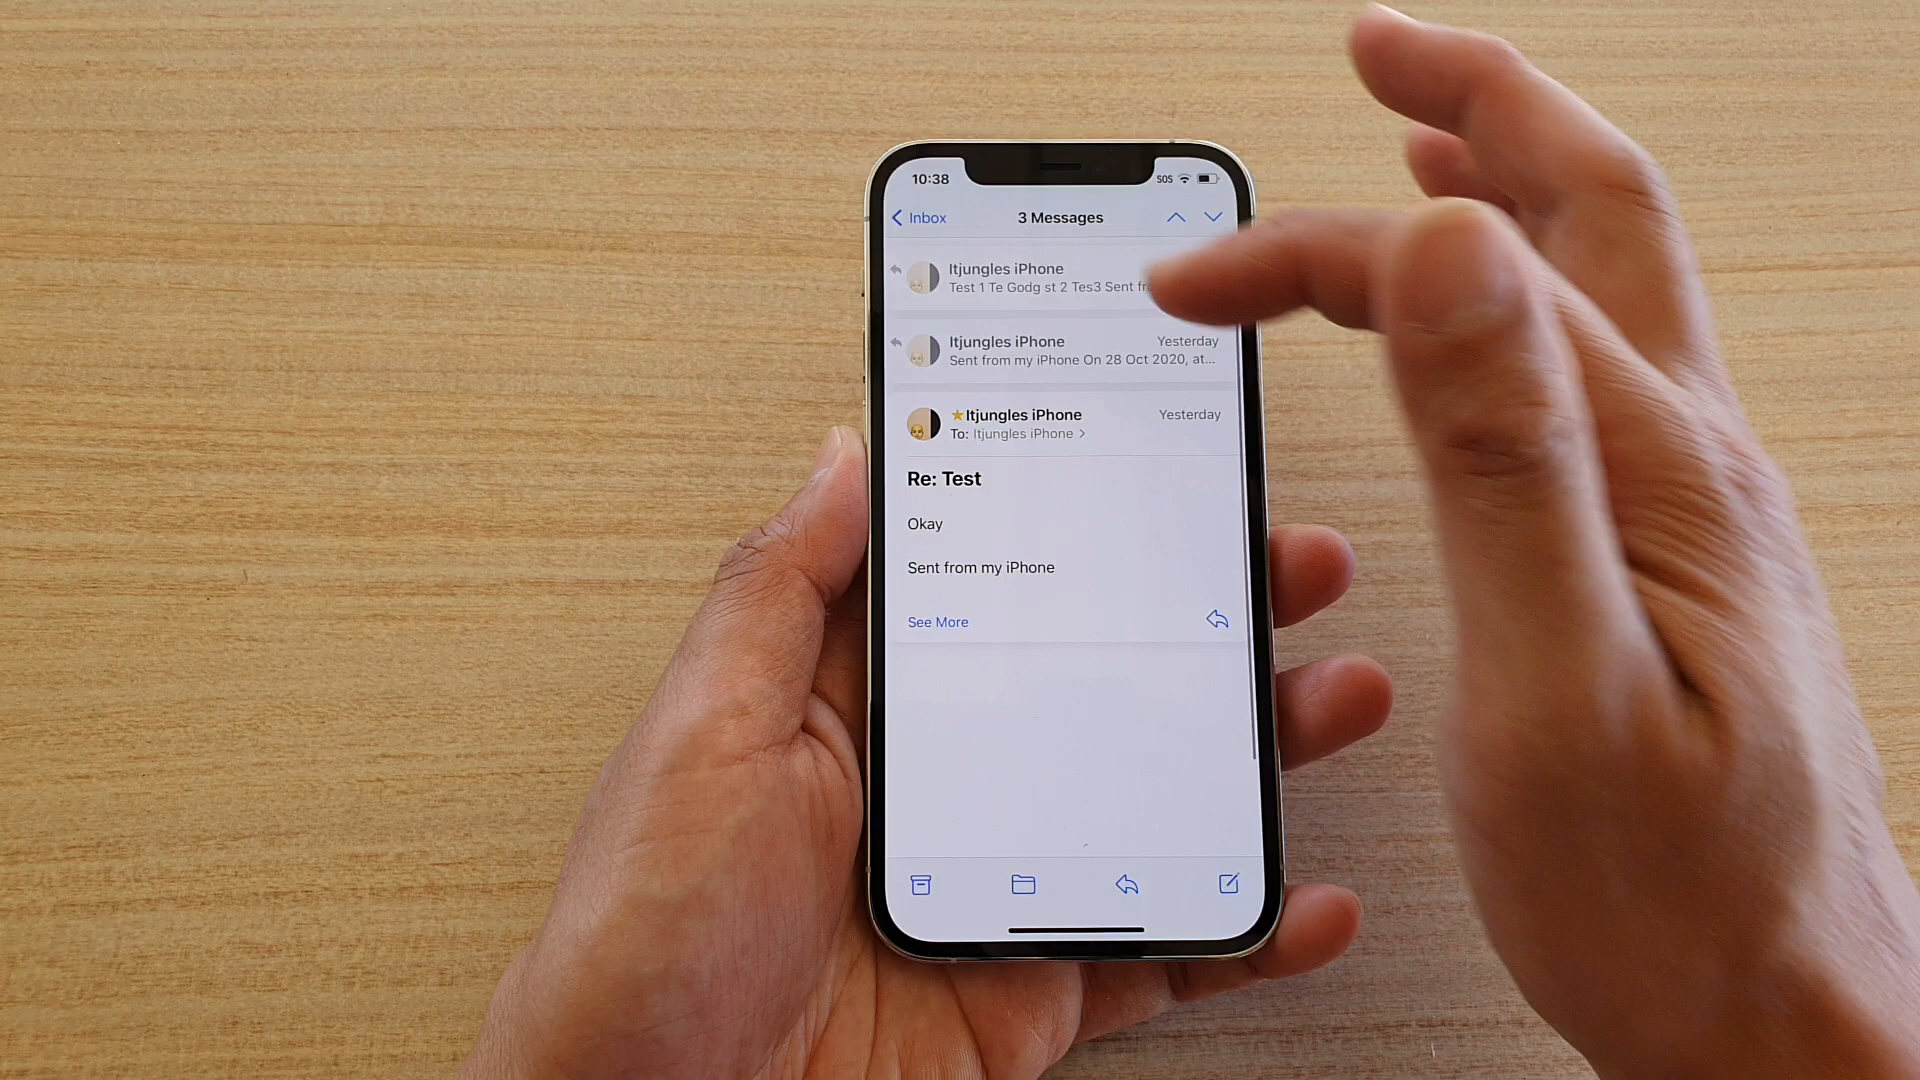 10:38
SOS
Inbox
3 Messages
Itjungles iPhone
Test 1 Te Godg st 2 Tes3 Sent
Itjungles iPhone
Yesterday
Sent from my iPhone On 28 Oct 2020, at...
Itjungles iPhone
Yesterday
To: Itjungles iPhone >
Re: Test
Okay
Sent from my iPhone
See More